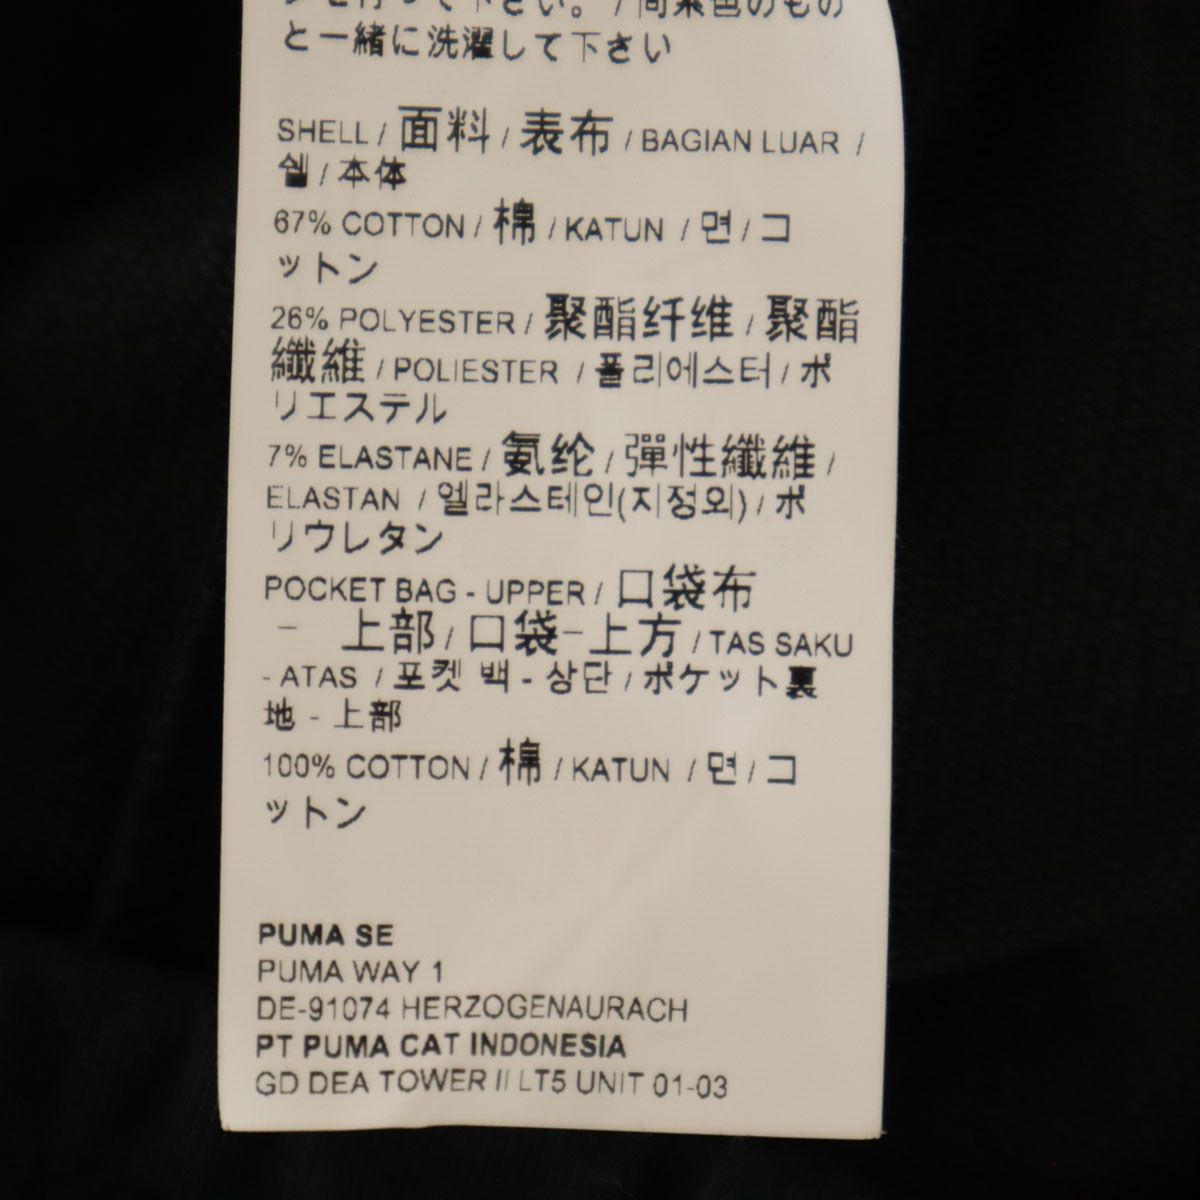 と一緒に洗濯して下さい
SHELL / 面料 / 表布 / BAGIAN LUAR /
쉘 / 本体
67% COTTON / 棉 / KATUN / 면 / コ
ットン
26% POLYESTER / 聚酯纤维 / 聚酯
纖維 / POLIESTER / 폴리에스터 / ポ
リエステル
7% ELASTANE / 氨纶 / 彈性纖維 /
ELASTAN / 엘라스테인(지정외) / ポ
リウレタン
POCKET BAG - UPPER / 口袋布
－ 上部 / 口袋－上方 / TAS SAKU
- ATAS / 포켓 백 - 상단 / ポケット裏
地 - 上部
100% COTTON / 棉 / KATUN / 면 / コ
ットン
PUMA SE
PUMA WAY 1
DE-91074 HERZOGENAURACH
PT PUMA CAT INDONESIA
GD DEA TOWER II LT5 UNIT 01-03